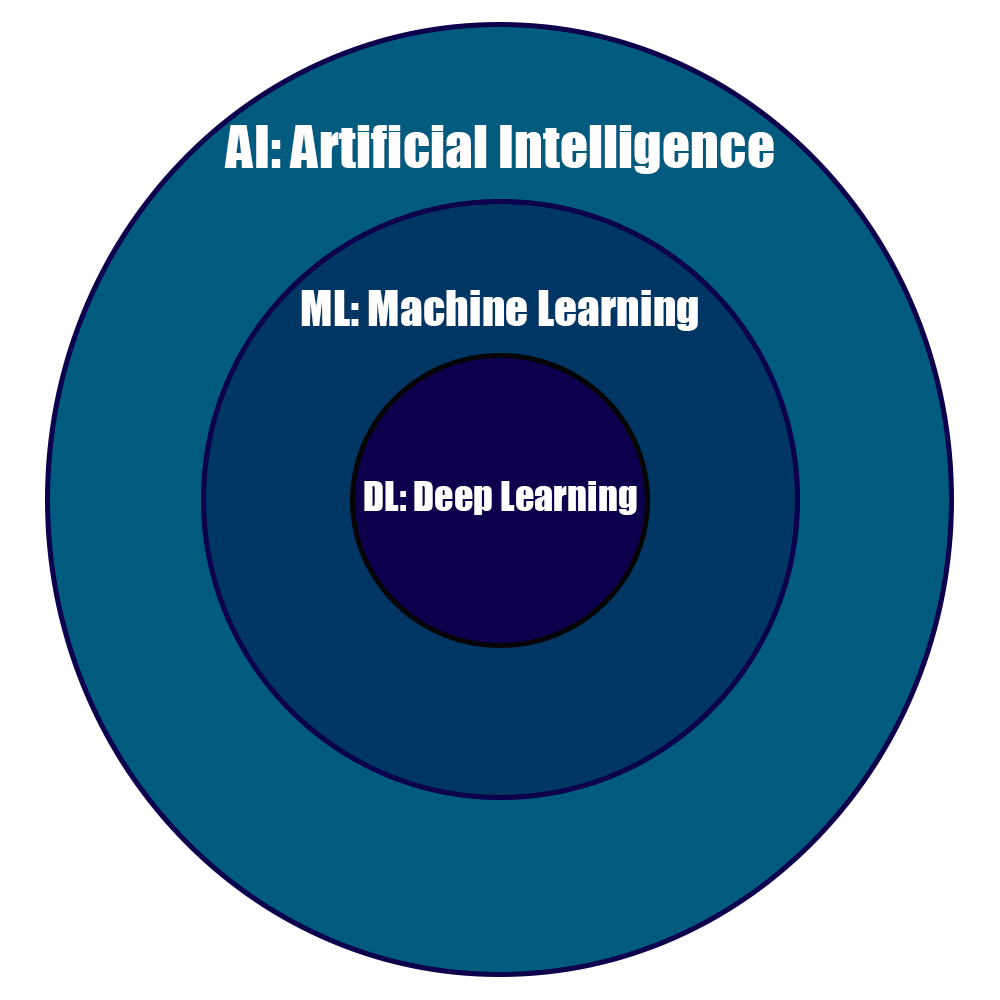 AI: Artificial Intelligence
ML: Machine Learning
DL: Deep Learning